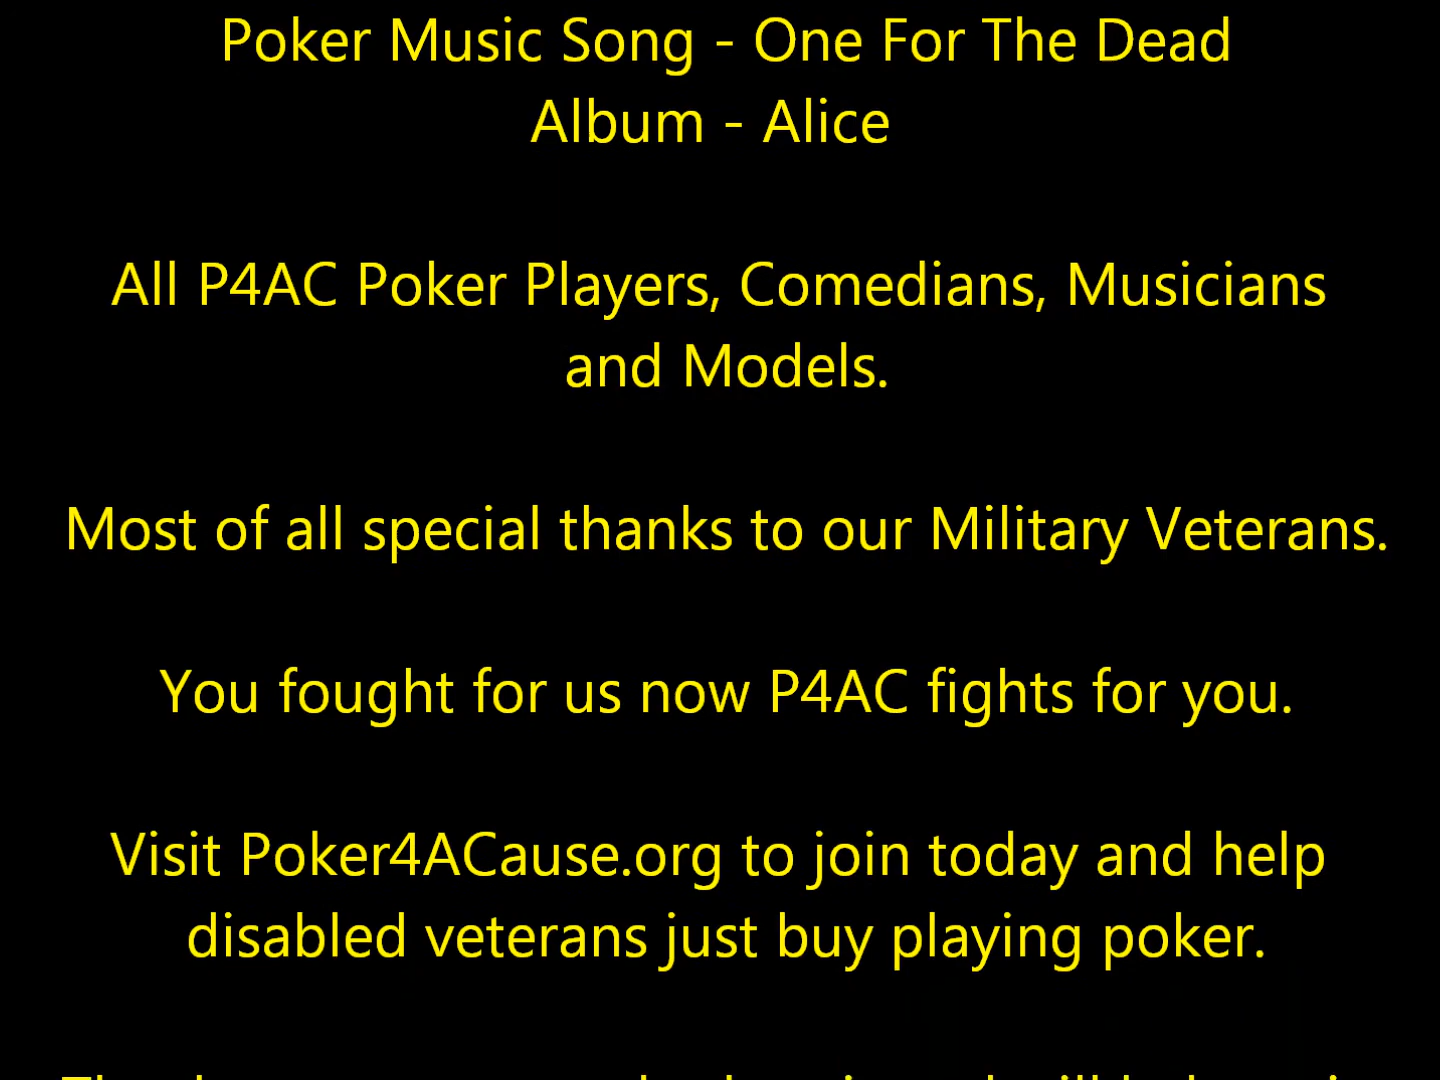 Poker Music Song - One For The Dead
Album - Alice
All P4AC Poker Players, Comedians, Musicians
and Models.
Most of all special thanks to our Military Veterans.
You fought for us now P4AC fights for you.
Visit Poker4ACause.org to join today and help
disabled veterans just buy playing poker.